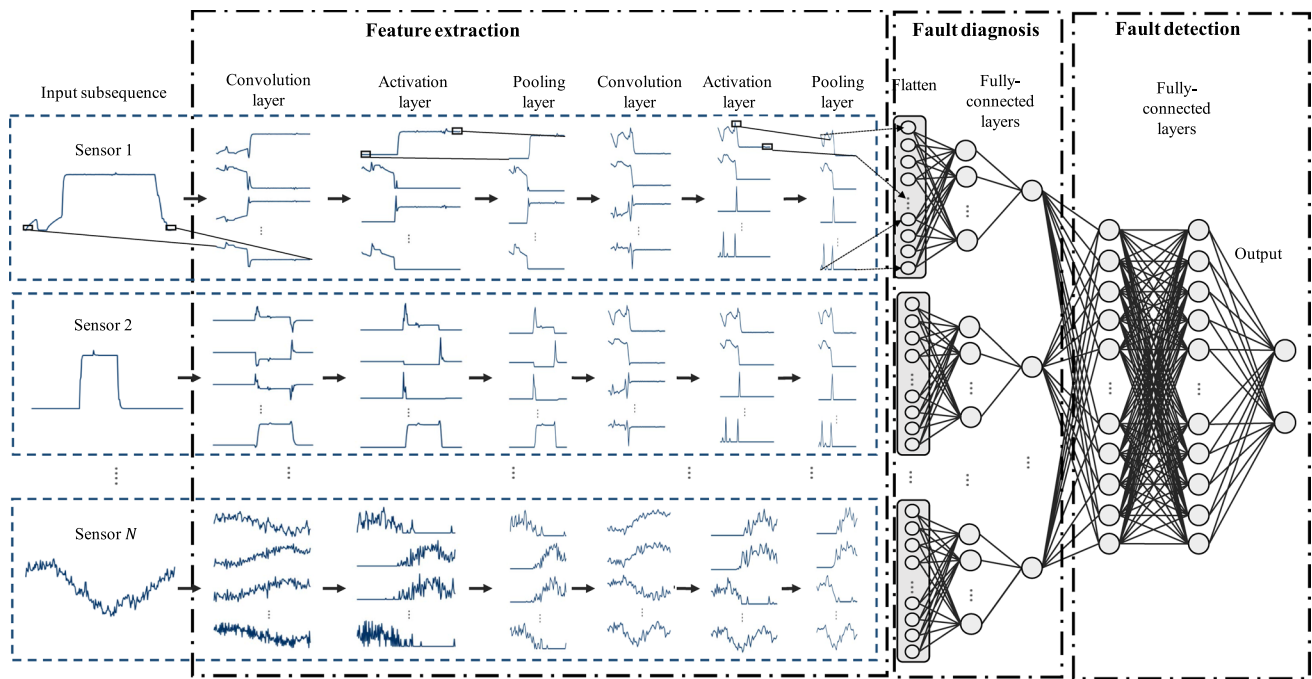 Feature extraction
Fault diagnosis
Fault detection
Input subsequence
Convolution
layer
Activation
layer
Pooling
layer
Convolution
layer
Activation
layer
Pooling
layer
Flatten
Fully-
connected
layers
Fully-
connected
layers
Sensor 1
Output
Sensor 2
Sensor N